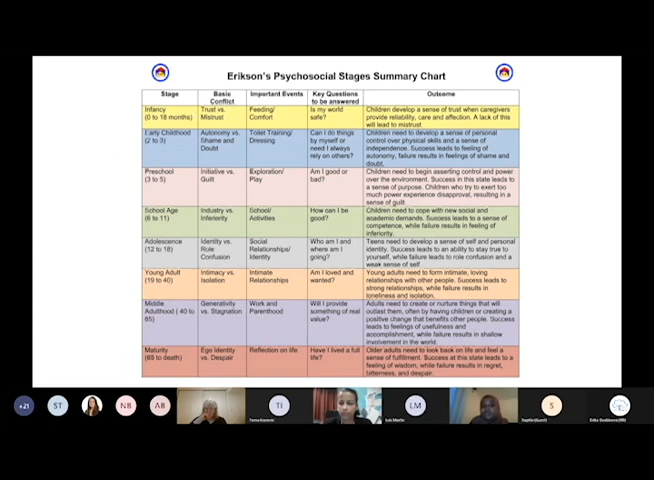 Erikson's Psychosocial Stages Summary Chart
Stage
Basic
Conflict
Important Events
Key Questions
to be answered
Outcome
Infancy
(0 to 18 months)
Trust vs.
Mistrust
Feeding/
Comfort
Is my world
safe?
Children develop a sense of trust when caregivers
provide reliability, care and affection. A lack of this
will lead to mistrust
Early Childhood
(2 to 3)
Autonomy vs.
Shame and
Doubt
Toilet Training/
Dressing
Can I do things
by myself or
need I always
rely on others?
Children need to develop a sense of personal
control over physical skills and a sense of
independence. Success leads to feeling of
autonomy, failure results in feelings of shame and
doubt.
Preschool
(3 to 5)
Initiative vs.
Guilt
Exploration/
Play
Am I good or
bad?
Children need to begin asserting control and power
over the environment. Success in this state leads to
a sense of purpose. Children who try to exert too
much power experience disapproval, resulting in a
sense of guilt.
School Age
(6 to 11)
Industry vs.
Inferiority
School/
Activities
How can I be
good?
Children need to cope with new social and
academic demands. Success leads to a sense of
competence, while failure results in feeling of
inferiority.
Adolescence
(12 to 18)
Identity vs.
Role
Confusion
Social
Relationships/
Identity
Who am I and
where am I
going?
Teens need to develop a sense of self and personal
identity. Success leads to an ability to stay true to
yourself, while failure leads to role confusion and a
weak sense of self.
Young Adult
(19 to 40)
Intimacy vs.
Isolation
Intimate
Relationships
Am I loved and
wanted?
Young adults need to form intimate, loving
relationships with other people. Success leads to
strong relationships, while failure results in
loneliness and isolation.
Middle
Adulthood ( 40 to
65)
Generativity
vs. Stagnation
Work and
Parenthood
Will I provide
something of real
value?
Adults need to create or nurture things that will
outlast them, often by having children or creating a
positive change that benefits other people. Success
leads to feelings of usefulness and
accomplishment, while failure results in shallow
involvement in the world.
Maturity
(65 to death)
Ego Identity
vs. Despair
Reflection on life
Have I lived a full
life?
Older adults need to look back on life and feel a
sense of fulfilment. Success at this state leads to a
feeling of wisdom, while failure results in regret,
bitterness, and despair.
+21
ST
NB
AB
TI
LM
S